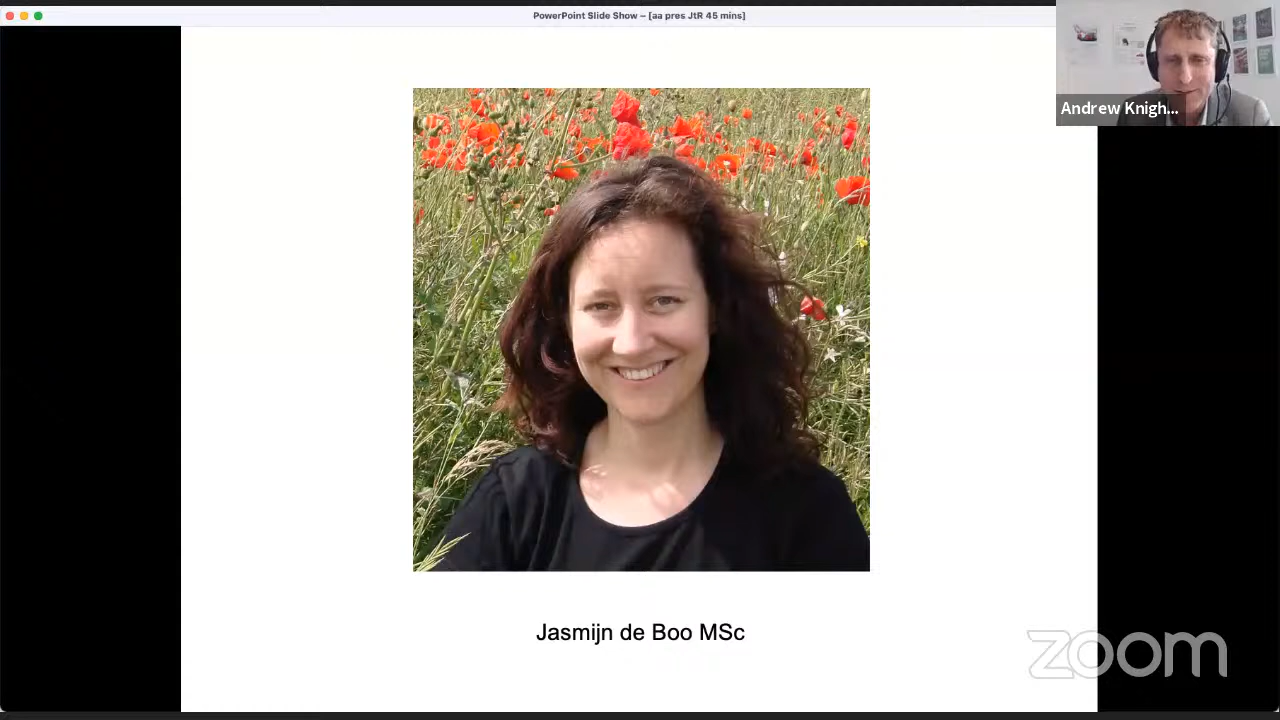 PowerPoint Slide Show – [aa pres JtR 45 mins]
Andrew Knigh...
Jasmijn de Boo MSc
zoom